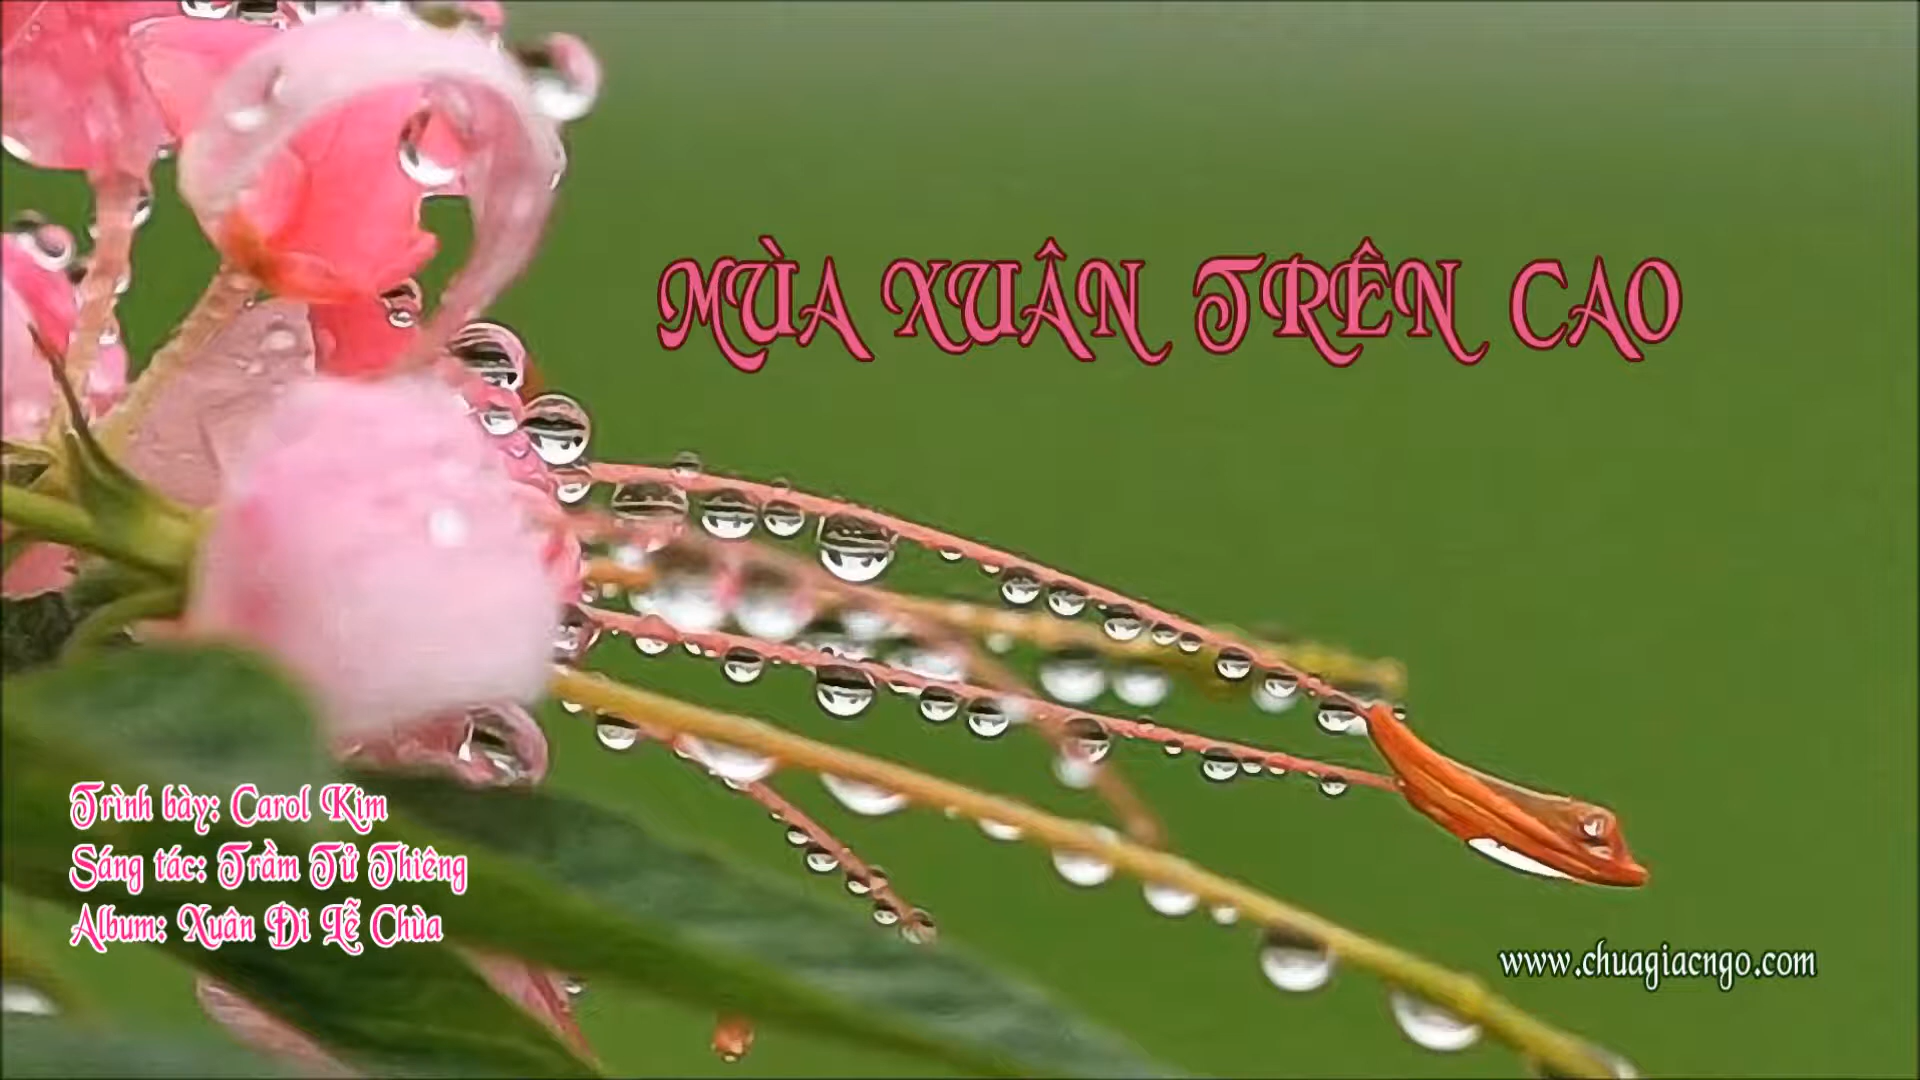 MÙA XUÂN TRÊN CAO
Trình bày: Carol Kim
Sáng tác: Trầm Tử Thiêng
Album: Xuân Đi Lễ Chùa
www.chuagiacngo.com